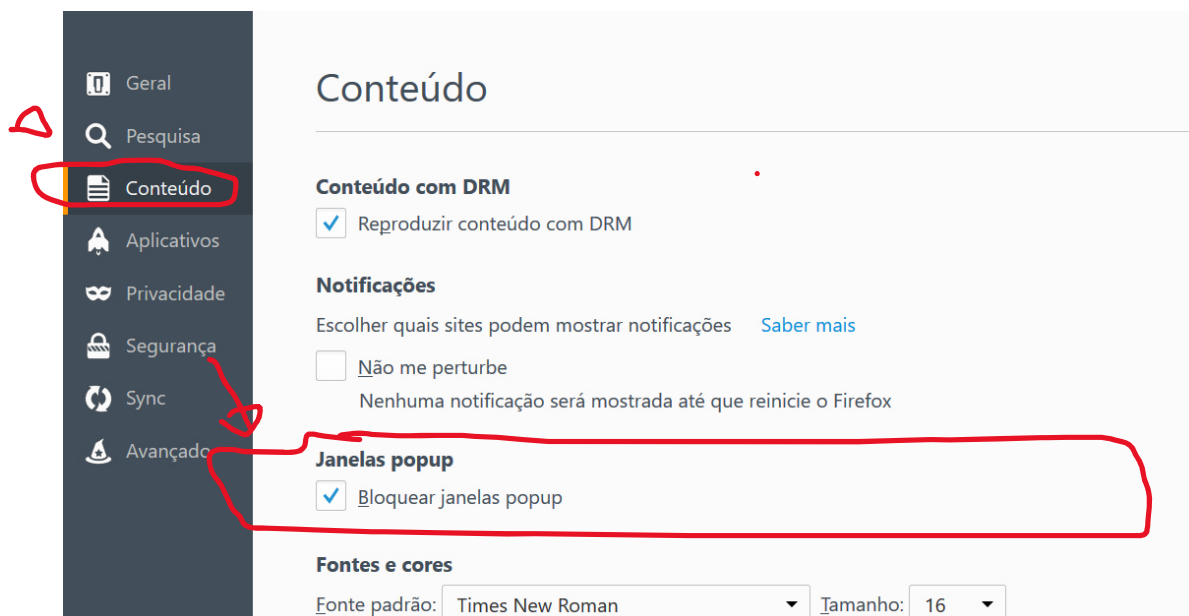 Geral
Pesquisa
Conteúdo
Aplicativos
Privacidade
Segurança
Sync
Avançado
Conteúdo
Conteúdo com DRM
Reproduzir conteúdo com DRM
Notificações
Escolher quais sites podem mostrar notificações Saber mais
Não me perturbe
Nenhuma notificação será mostrada até que reinicie o Firefox
Janelas popup
Bloquear janelas popup
Fontes e cores
Fonte padrão: Times New Roman Tamanho: 16